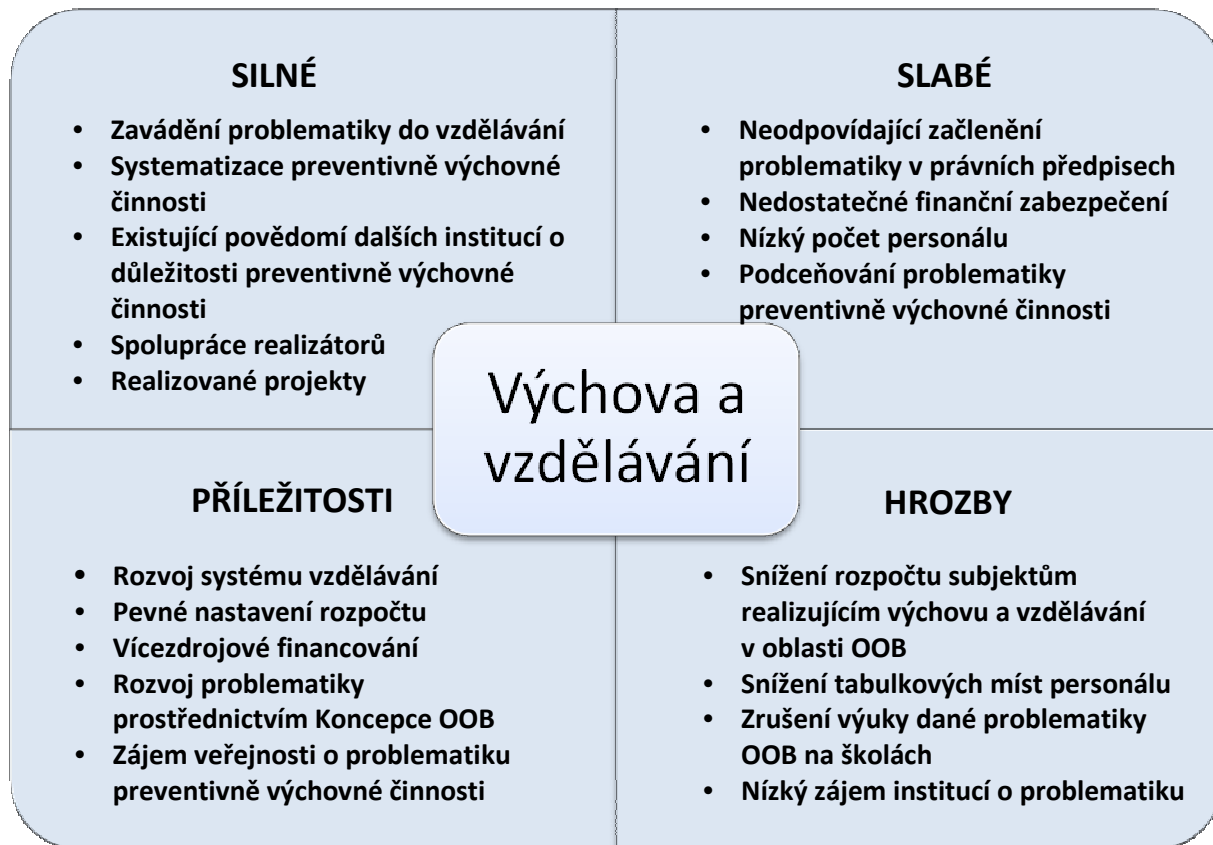 SILNÉ
• Zavádění problematiky do vzdělávání
• Systematizace preventivně výchovné
činnosti
• Existující povědomí dalších institucí o
důležitosti preventivně výchovné
činnosti
• Spolupráce realizátorů
• Realizované projekty
SLABÉ
• Neodpovídající začlenění
problematiky v právních předpisech
• Nedostatečné finanční zabezpečení
• Nízký počet personálu
• Podceňování problematiky
preventivně výchovné činnosti
Výchova a
vzdělávání
PŘÍLEŽITOSTI
• Rozvoj systému vzdělávání
• Pevné nastavení rozpočtu
• Vícezdrojové financování
• Rozvoj problematiky
prostřednictvím Koncepce OOB
• Zájem veřejnosti o problematiku
preventivně výchovné činnosti
HROZBY
• Snížení rozpočtu subjektům
realizujícím výchovu a vzdělávání
v oblasti OOB
• Snížení tabulkových míst personálu
• Zrušení výuky dané problematiky
OOB na školách
• Nízký zájem institucí o problematiku